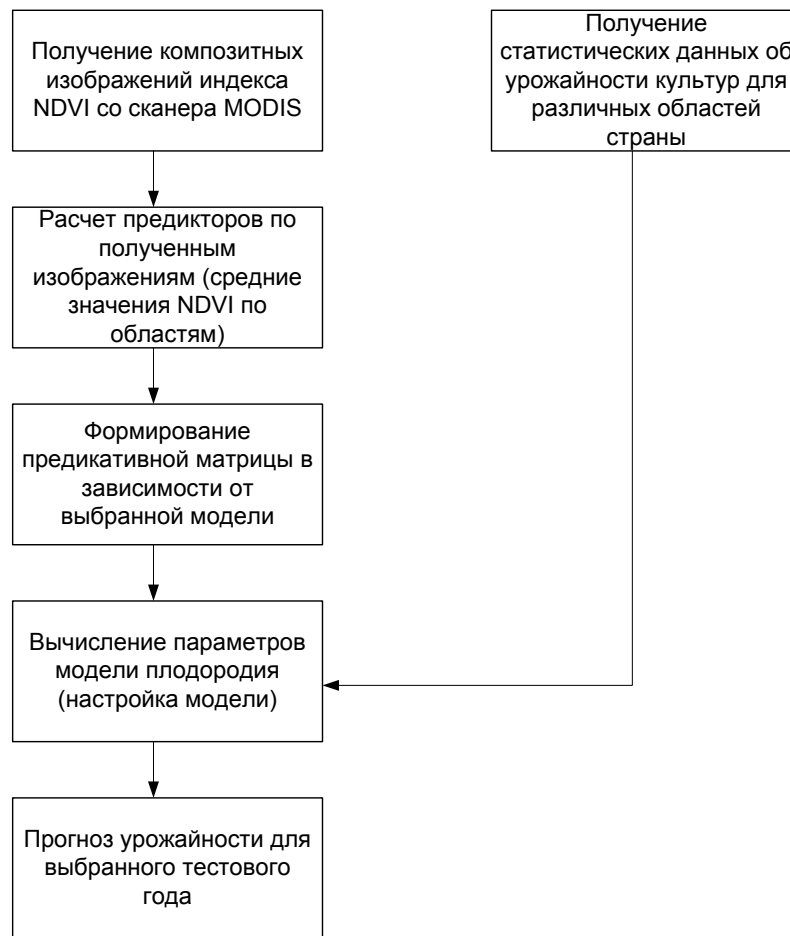 Получение композитных
изображений индекса
NDVI со сканера MODIS
Получение
статистических данных об
урожайности культур для
различных областей
страны
Расчет предикторов по
полученным
изображениям (средние
значения NDVI по
областям)
Формирование
предикативной матрицы в
зависимости от
выбранной модели
Вычисление параметров
модели плодородия
(настройка модели)
Прогноз урожайности для
выбранного тестового
года